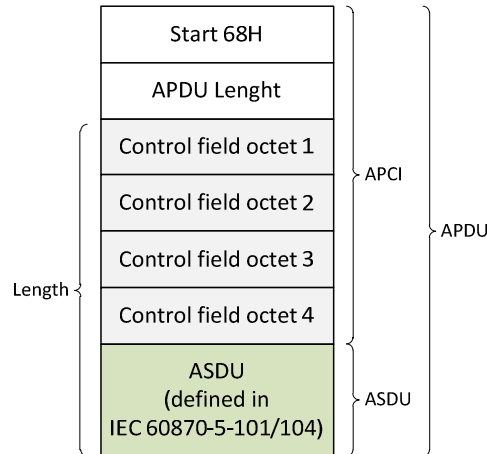 Start 68H
APDU Lenght
Control field octet 1
Control field octet 2
APCI
Control field octet 3
APDU
Length
Control field octet 4
ASDU
(defined in
IEC 60870-5-101/104)
ASDU